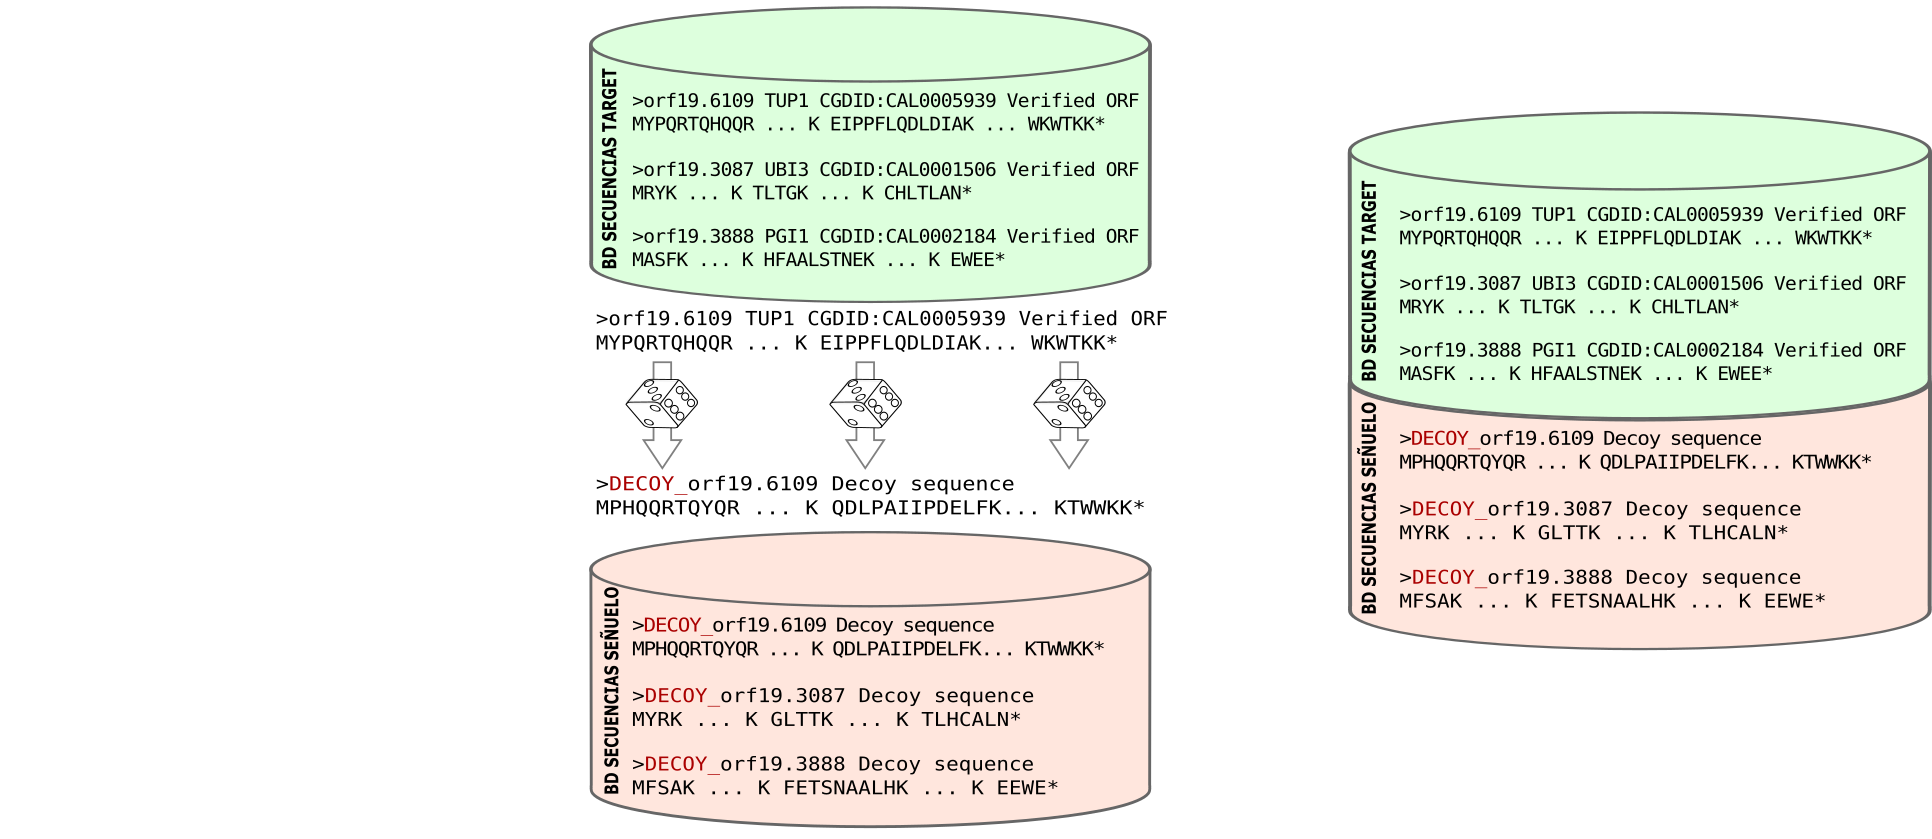 BD SECUENCIAS TARGET
>orf19.6109 TUP1 CGDID:CAL0005939 Verified ORF
MYPQRTQHQQR ... K EIPPFLQDLDIAK ... WKWTKK*
>orf19.3087 UBI3 CGDID:CAL0001506 Verified ORF
MRYK ... K TLTGK ... K CHLTLAN*
>orf19.3888 PGI1 CGDID:CAL0002184 Verified ORF
MASFK ... K HFAALSTNEK ... K EWEE*
>orf19.6109 TUP1 CGDID:CAL0005939 Verified ORF
MYPQRTQHQQR ... K EIPPFLQDLDIAK... WKWTKK*
>DECOY_orf19.6109 Decoy sequence
MPHQQRTQYQR ... K QDLPAIIPDELFK... KTWWKK*
BD SECUENCIAS SEÑUELO
>DECOY_orf19.6109 Decoy sequence
MPHQQRTQYQR ... K QDLPAIIPDELFK... KTWWKK*
>DECOY_orf19.3087 Decoy sequence
MYRK ... K GLTTK ... K TLHCALN*
>DECOY_orf19.3888 Decoy sequence
MFSAK ... K FETSNAALHK ... K EEWE*
BD SECUENCIAS TARGET
>orf19.6109 TUP1 CGDID:CAL0005939 Verified ORF
MYPQRTQHQQR ... K EIPPFLQDLDIAK ... WKWTKK*
>orf19.3087 UBI3 CGDID:CAL0001506 Verified ORF
MRYK ... K TLTGK ... K CHLTLAN*
>orf19.3888 PGI1 CGDID:CAL0002184 Verified ORF
MASFK ... K HFAALSTNEK ... K EWEE*
BD SECUENCIAS SEÑUELO
>DECOY_orf19.6109 Decoy sequence
MPHQQRTQYQR ... K QDLPAIIPDELFK... KTWWKK*
>DECOY_orf19.3087 Decoy sequence
MYRK ... K GLTTK ... K TLHCALN*
>DECOY_orf19.3888 Decoy sequence
MFSAK ... K FETSNAALHK ... K EEWE*